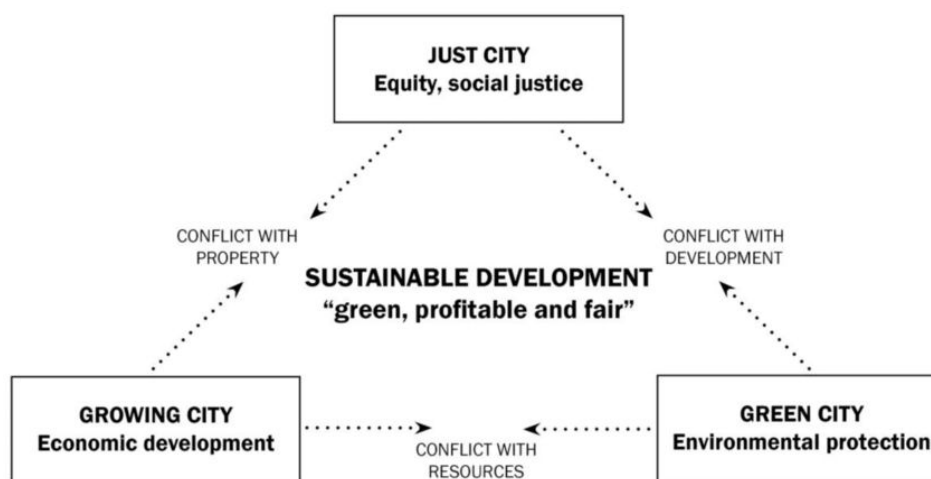 JUST CITY
Equity, social justice
CONFLICT WITH
PROPERTY
CONFLICT WITH
DEVELOPMENT
SUSTAINABLE DEVELOPMENT
“green, profitable and fair”
GROWING CITY
Economic development
CONFLICT WITH
RESOURCES
GREEN CITY
Environmental protection